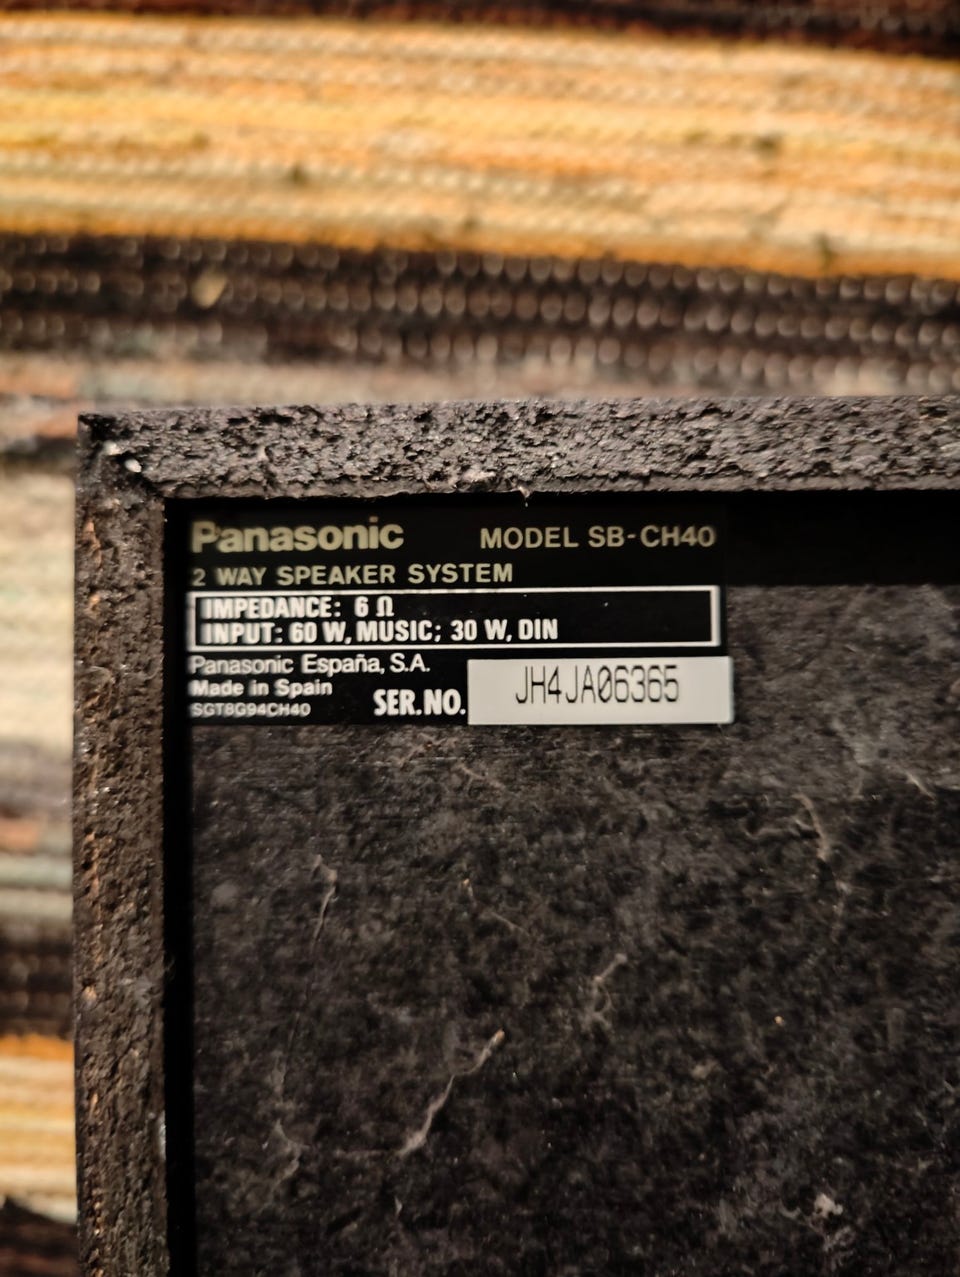 Panasonic MODEL SB-CH40
2 WAY SPEAKER SYSTEM
IMPEDANCE: 6 Ω
INPUT: 60 W, MUSIC; 30 W, DIN
Panasonic España, S.A.
Made in Spain
SGT8G94CH40
SER.NO. JH4JA06365